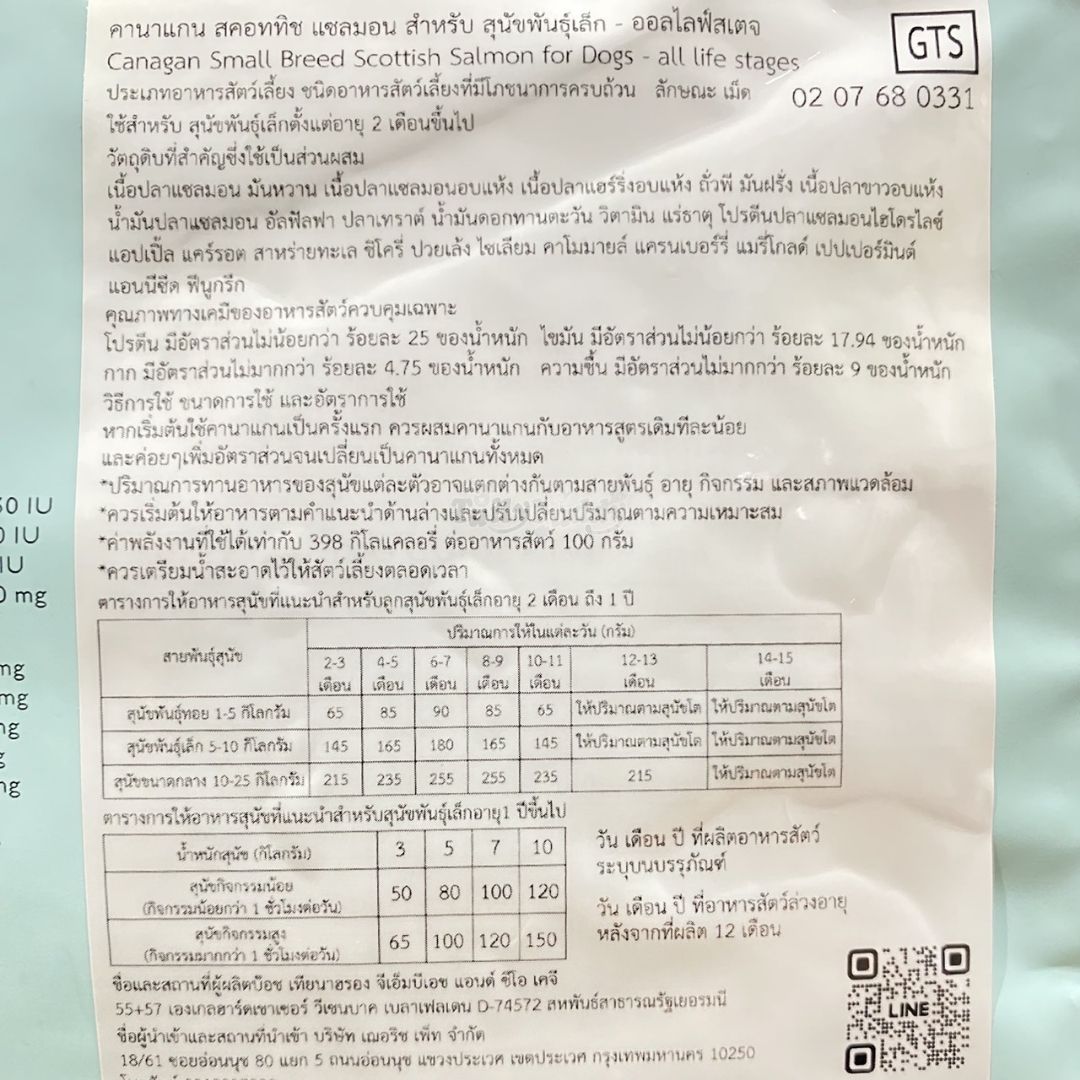 คานาแกน สคอททิช แซลมอน สำหรับ สุนัขพันธุ์เล็ก - ออลไลฟ์สเตจ
Canagan Small Breed Scottish Salmon for Dogs - all life stages
GTS
ประเภทอาหารสัตว์เลี้ยง ชนิดอาหารสัตว์เลี้ยงที่มีโภชนาการครบถ้วน ลักษณะ เม็ด
02 07 68 0331
ใช้สำหรับ สุนัขพันธุ์เล็กตั้งแต่อายุ 2 เดือนขึ้นไป
วัตถุดิบที่สำคัญซึ่งใช้เป็นส่วนผสม
เนื้อปลาแซลมอน มันหวาน เนื้อปลาแซลมอนอบแห้ง เนื้อปลาแฮร์ริ่งอบแห้ง ถั่วพี มันฝรั่ง เนื้อปลาขาวอบแห้ง
น้ำมันปลาแซลมอน อัลฟัลฟา ปลาเทราต์ น้ำมันดอกทานตะวัน วิตามิน แร่ธาตุ โปรตีนปลาแซลมอนไฮโดรไลซ์
แอปเปิ้ล แคร์รอต สาหร่ายทะเล ชิโครี่ ปวยเล้ง ไซเลียม คาโมมายล์ แครนเบอร์รี่ แมรี่โกลด์ เปปเปอร์มินต์
แอนนีซีด ฟีนูกรีก
คุณภาพทางเคมีของอาหารสัตว์ควบคุมเฉพาะ
โปรตีน มีอัตราส่วนไม่น้อยกว่า ร้อยละ 25 ของน้ำหนัก ไขมัน มีอัตราส่วนไม่น้อยกว่า ร้อยละ 17.94 ของน้ำหนัก
กาก มีอัตราส่วนไม่มากกว่า ร้อยละ 4.75 ของน้ำหนัก ความชื้น มีอัตราส่วนไม่มากกว่า ร้อยละ 9 ของน้ำหนัก
วิธีการใช้ ขนาดการใช้ และอัตราการใช้
หากเริ่มต้นใช้คานาแกนเป็นครั้งแรก ควรผสมคานาแกนกับอาหารสูตรเดิมทีละน้อย
และค่อยๆเพิ่มอัตราส่วนจนเปลี่ยนเป็นคานาแกนทั้งหมด
*ปริมาณการทานอาหารของสุนัขแต่ละตัวอาจแตกต่างกันตามสายพันธุ์ อายุ กิจกรรม และสภาพแวดล้อม
*ควรเริ่มต้นให้อาหารตามคำแนะนำด้านล่างและปรับเปลี่ยนปริมาณตามความเหมาะสม
*ค่าพลังงานที่ใช้ได้เท่ากับ 398 กิโลแคลอรี่ ต่ออาหารสัตว์ 100 กรัม
*ควรเตรียมน้ำสะอาดไว้ให้สัตว์เลี้ยงตลอดเวลา
ตารางการให้อาหารสุนัขที่แนะนำสำหรับลูกสุนัขพันธุ์เล็กอายุ 2 เดือน ถึง 1 ปี
สายพันธุ์สุนัข ปริมาณการให้ในแต่ละวัน (กรัม)
2-3 เดือน 4-5 เดือน 6-7 เดือน 8-9 เดือน 10-11 เดือน 12-13 เดือน 14-15 เดือน
สุนัขพันธุ์ทอย 1-5 กิโลกรัม 65 85 90 85 65 ให้ปริมาณตามสุนัขโต ให้ปริมาณตามสุนัขโต
สุนัขพันธุ์เล็ก 5-10 กิโลกรัม 145 165 180 165 145 ให้ปริมาณตามสุนัขโต ให้ปริมาณตามสุนัขโต
สุนัขขนาดกลาง 10-25 กิโลกรัม 215 235 255 255 235 215 ให้ปริมาณตามสุนัขโต
ตารางการให้อาหารสุนัขที่แนะนำสำหรับสุนัขพันธุ์เล็กอายุ1 ปีขึ้นไป
น้ำหนักสุนัข (กิโลกรัม) 3 5 7 10
สุนัขกิจกรรมน้อย
(กิจกรรมน้อยกว่า 1 ชั่วโมงต่อวัน) 50 80 100 120
สุนัขกิจกรรมสูง
(กิจกรรมมากกว่า 1 ชั่วโมงต่อวัน) 65 100 120 150
วัน เดือน ปี ที่ผลิตอาหารสัตว์
ระบุบนบรรุภัณฑ์
วัน เดือน ปี ที่อาหารสัตว์ล่วงอายุ
หลังจากที่ผลิต 12 เดือน
LINE
ชื่อและสถานที่ผู้ผลิตบ๊อช เทียนาฮรอง จีเอ็มบีเอช แอนด์ ซีโอ เคจี
55+57 เองเกลฮาร์ดเชาเซอร์ วีเซนบาค เบลาเฟลเดน D-74572 สหพันธ์สาธารณรัฐเยอรมนี
ชื่อผู้นำเข้าและสถานที่นำเข้า บริษัท เฌอริช เพ็ท จำกัด
18/61 ซอยอ่อนนุช 80 แยก 5 ถนนอ่อนนุช แขวงประเวศ เขตประเวศ กรุงเทพมหานคร 10250
30 IU
0 IU
IU
0 mg
mg
mg